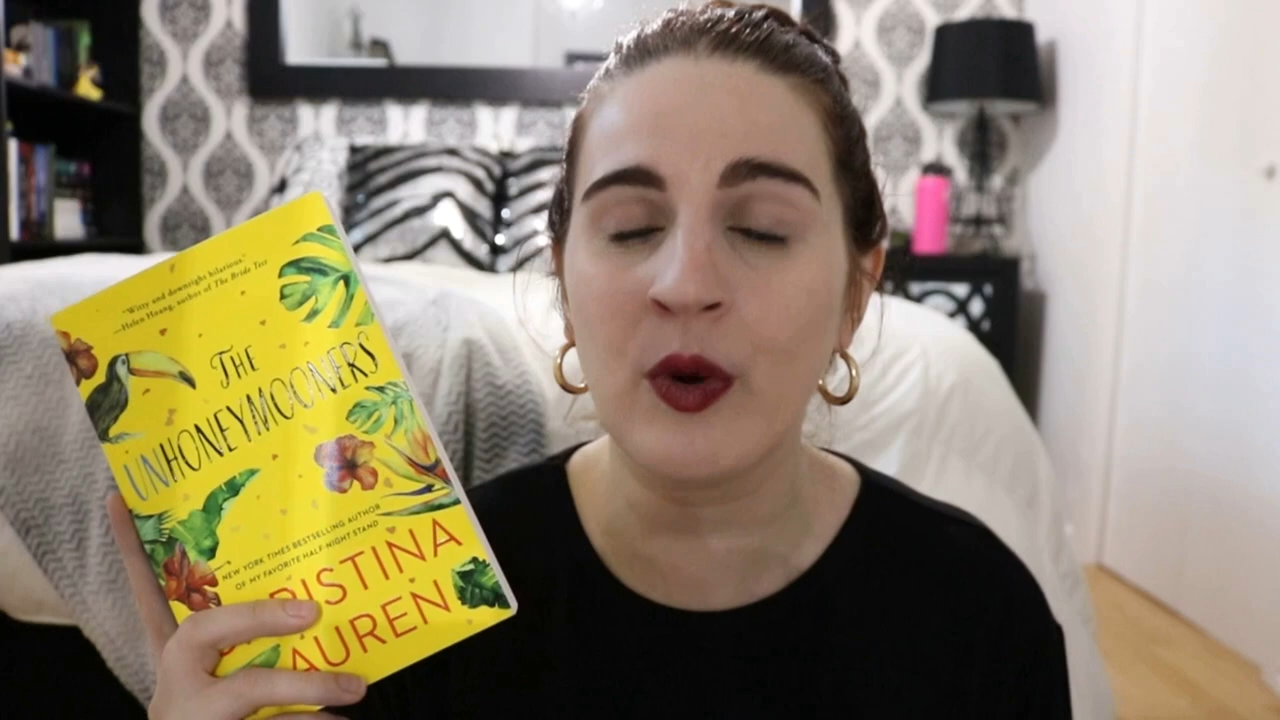 "Witty and downright hilarious."
—Helen Hoang, author of The Bride Test
THE
UNHONEYMOONERS
NEW YORK TIMES BESTSELLING AUTHOR
OF MY FAVORITE HALF-NIGHT STAND
RISTINA
AUREN